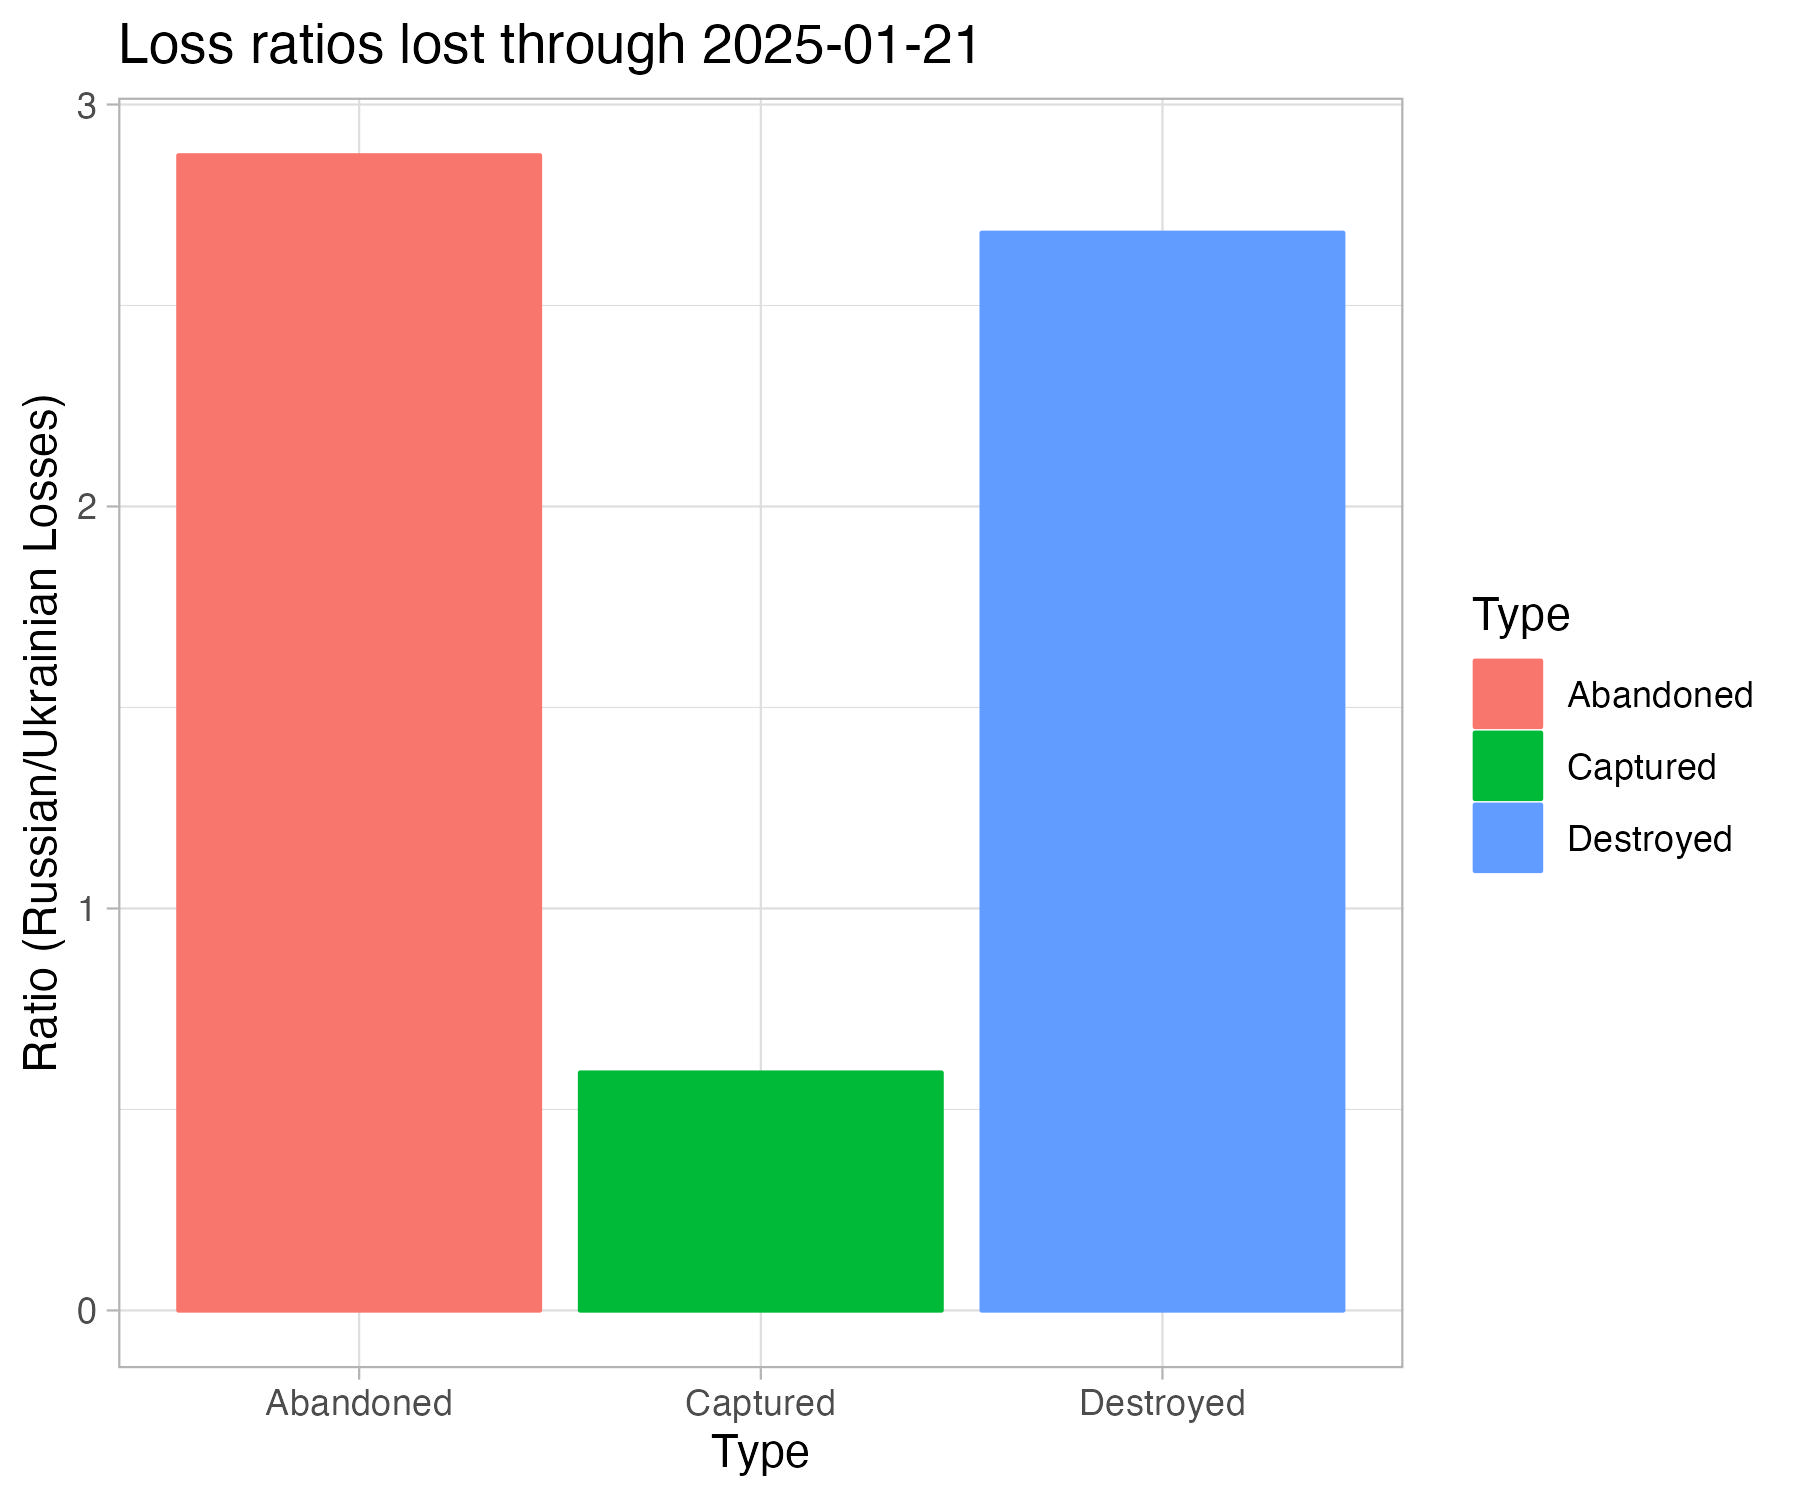 Loss ratios lost through 2025-01-21
Ratio (Russian/Ukrainian Losses)
3
2
1
0
Abandoned
Captured
Destroyed
Type
Type
Abandoned
Captured
Destroyed